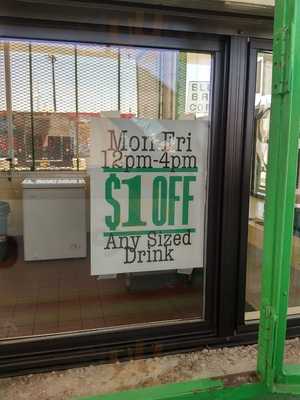 Mon-Fri
12pm-4pm
$1 OFF
Any Sized
Drink